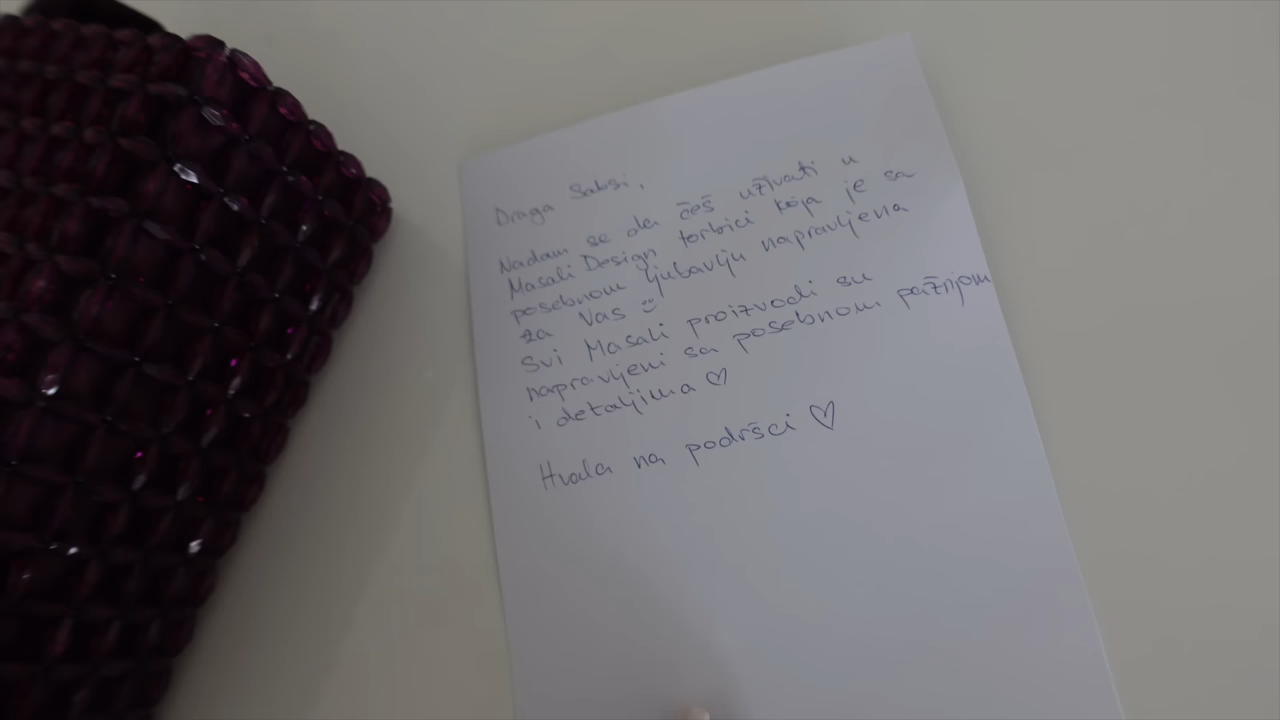 Draga Sabsi,
Nadam se da ćeš uživati u
Masali Design torbici koja je sa
posebnom ljubavlju napravljena
za Vas ☺
Svi Masali proizvodi su
napravljeni sa posebnom pažnjom
i detaljima ♡
Hvala na podršci ♡